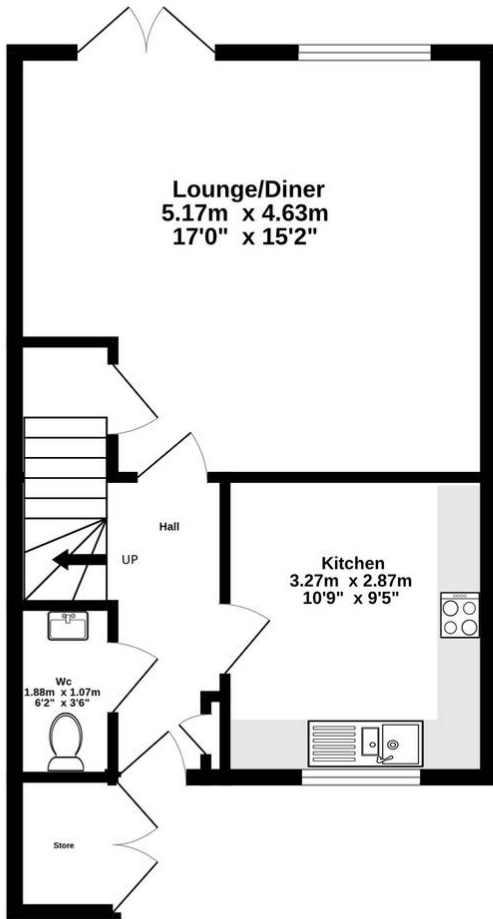 Lounge/Diner
5.17m x 4.63m
17'0" x 15'2"
Hall
UP
Kitchen
3.27m x 2.87m
10'9" x 9'5"
Wc
1.88m x 1.07m
6'2" x 3'6"
Store